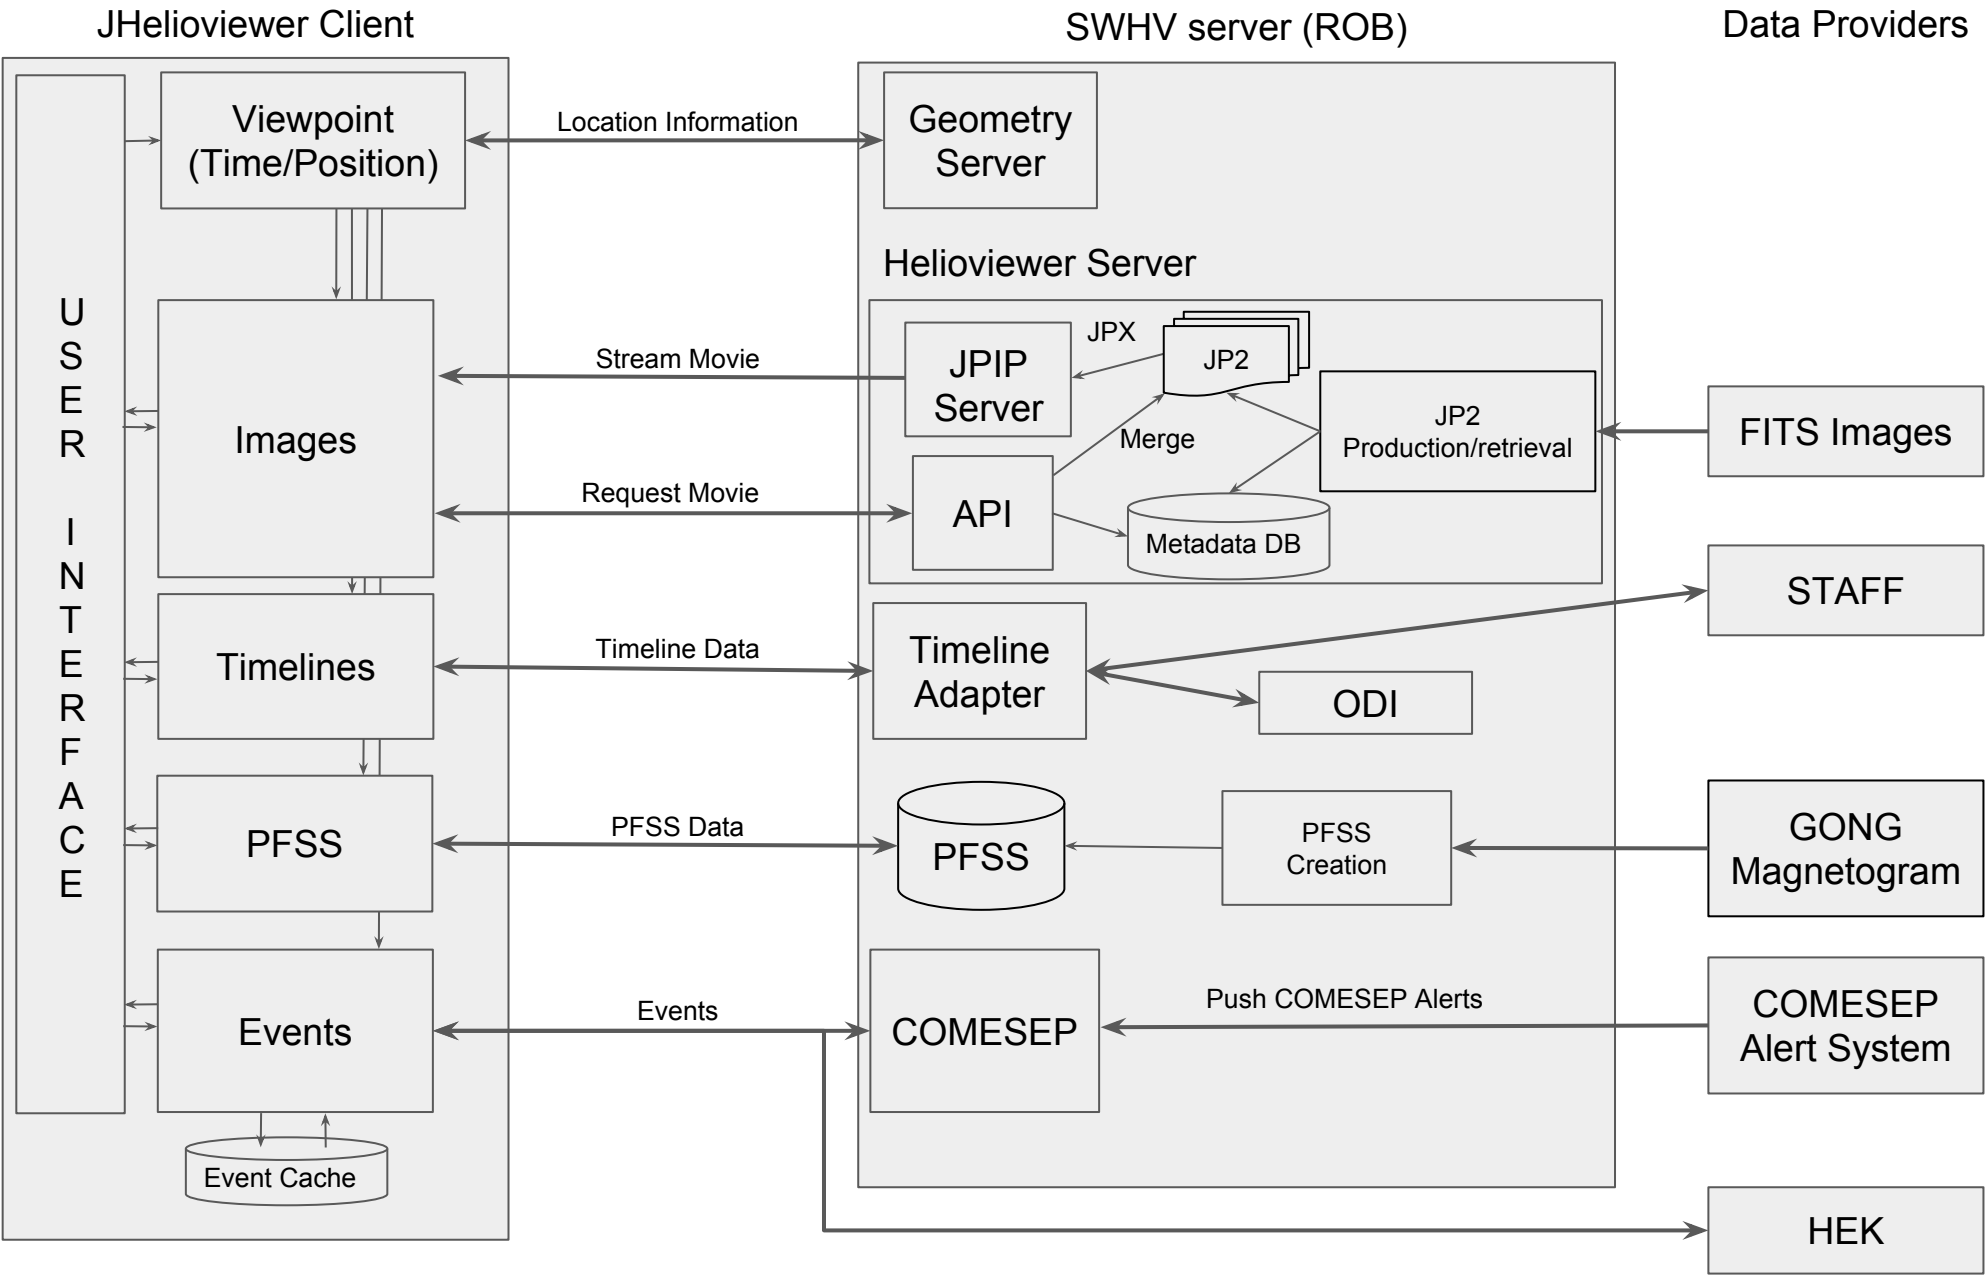 JHelioviewer Client
SWHV server (ROB)
Data Providers
U
S
E
R
I
N
T
E
R
F
A
C
E
Viewpoint
(Time/Position)
Location Information
Geometry
Server
Helioviewer Server
Images
Stream Movie
Request Movie
JPIP
Server
JPX
JP2
Merge
API
Metadata DB
JP2
Production/retrieval
FITS Images
STAFF
Timelines
Timeline Data
Timeline
Adapter
ODI
PFSS
PFSS Data
PFSS
PFSS
Creation
GONG
Magnetogram
Events
Events
COMESEP
Push COMESEP Alerts
COMESEP
Alert System
Event Cache
HEK